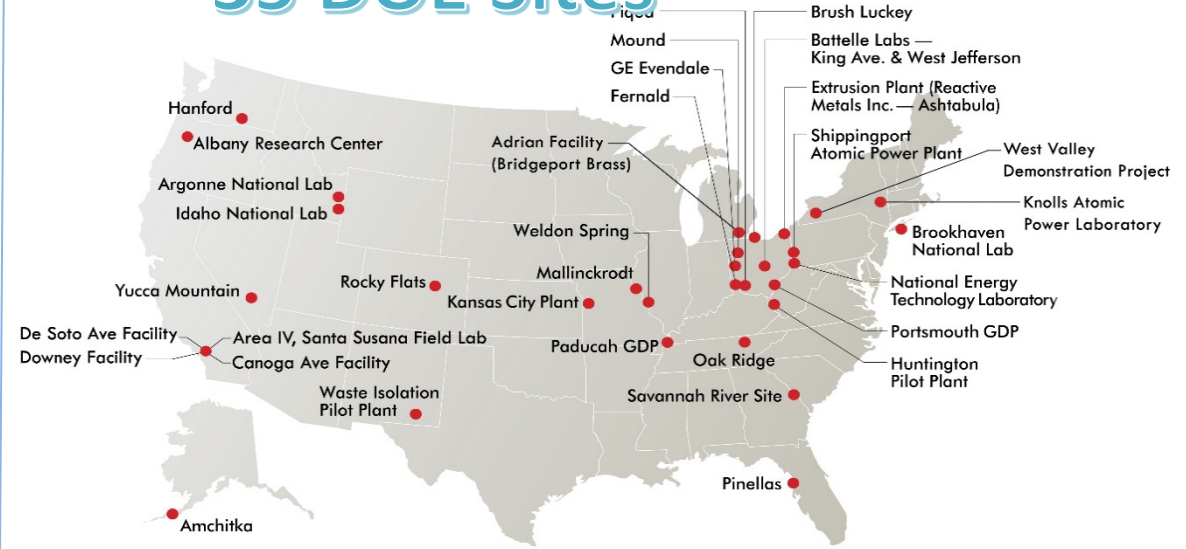 35 DOE Sites
Piqua
Mound
GE Evendale
Fernald
Brush Luckey
Battelle Labs —
King Ave. & West Jefferson
Extrusion Plant (Reactive
Metals Inc. — Ashtabula)
Shippingport
Atomic Power Plant
West Valley
Demonstration Project
Knolls Atomic
Power Laboratory
Brookhaven
National Lab
National Energy
Technology Laboratory
Portsmouth GDP
Huntington
Pilot Plant
Hanford
Albany Research Center
Argonne National Lab
Idaho National Lab
Adrian Facility
(Bridgeport Brass)
Weldon Spring
Mallinckrodt
Rocky Flats
Kansas City Plant
Yucca Mountain
De Soto Ave Facility
Downey Facility
Area IV, Santa Susana Field Lab
Canoga Ave Facility
Paducah GDP
Oak Ridge
Waste Isolation
Pilot Plant
Savannah River Site
Pinellas
Amchitka